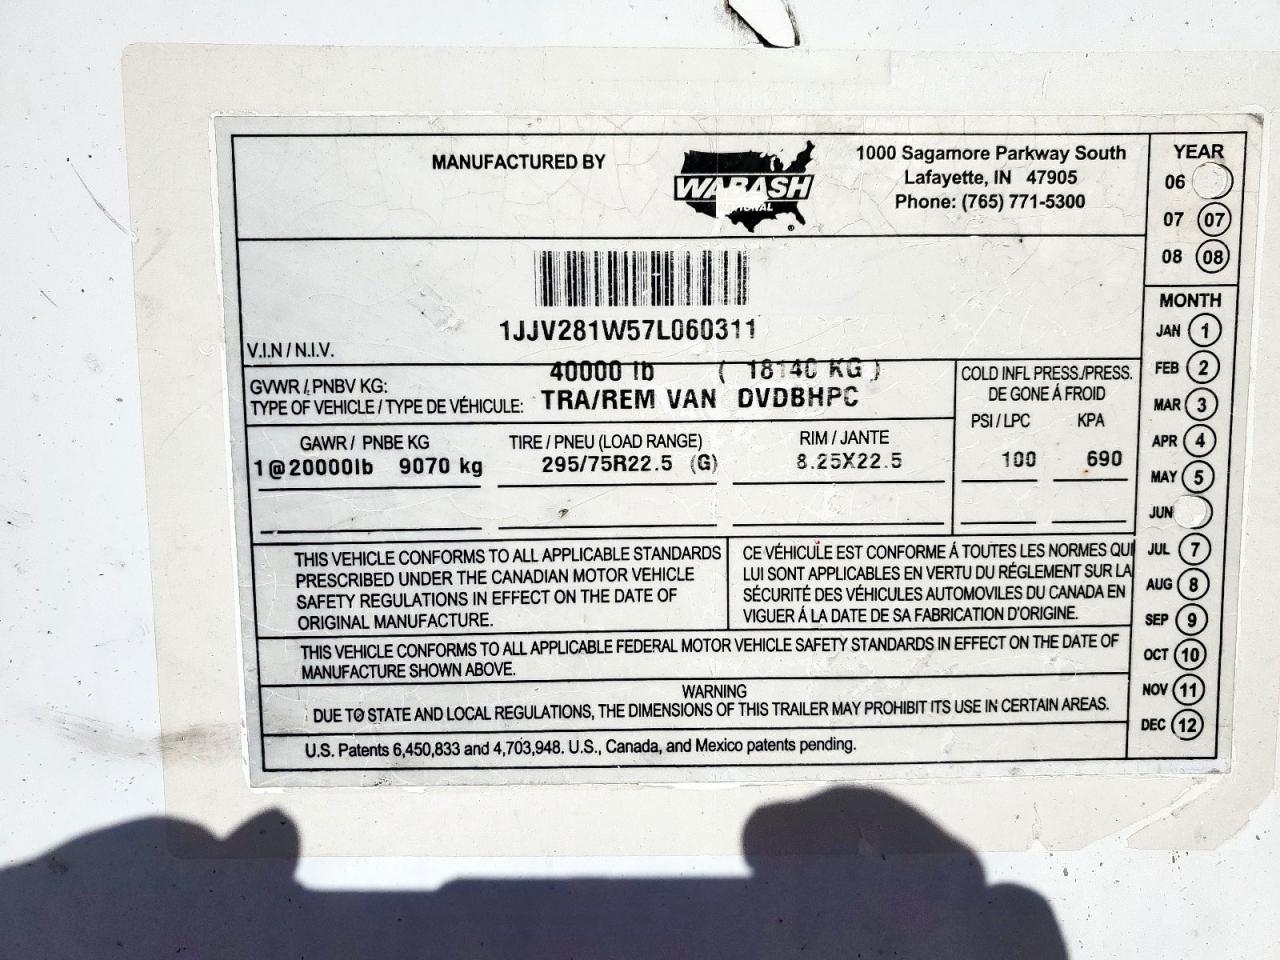 MANUFACTURED BY
WABASH
NATIONAL
®
1000 Sagamore Parkway South
Lafayette, IN 47905
Phone: (765) 771-5300
YEAR
06
07 07
08 08
1JJV281W57L060311
V.I.N / N.I.V.
MONTH
JAN 1
FEB 2
MAR 3
APR 4
MAY 5
JUN
JUL 7
AUG 8
SEP 9
OCT 10
NOV 11
DEC 12
GVWR / PNBV KG: 40000 lb ( 18140 KG )
TYPE OF VEHICLE / TYPE DE VÉHICULE: TRA/REM VAN DVDBHPC
COLD INFL PRESS./PRESS.
DE GONE Á FROID
PSI / LPC KPA
100 690
GAWR / PNBE KG TIRE / PNEU (LOAD RANGE) RIM / JANTE
1@20000lb 9070 kg 295/75R22.5 (G) 8.25X22.5
THIS VEHICLE CONFORMS TO ALL APPLICABLE STANDARDS
PRESCRIBED UNDER THE CANADIAN MOTOR VEHICLE
SAFETY REGULATIONS IN EFFECT ON THE DATE OF
ORIGINAL MANUFACTURE.
CE VÉHICULE EST CONFORME Á TOUTES LES NORMES QUI
LUI SONT APPLICABLES EN VERTU DU RÉGLEMENT SUR LA
SÉCURITÉ DES VÉHICULES AUTOMOVILES DU CANADA EN
VIGUER Á LA DATE DE SA FABRICATION D'ORIGINE.
THIS VEHICLE CONFORMS TO ALL APPLICABLE FEDERAL MOTOR VEHICLE SAFETY STANDARDS IN EFFECT ON THE DATE OF
MANUFACTURE SHOWN ABOVE.
WARNING
DUE TO STATE AND LOCAL REGULATIONS, THE DIMENSIONS OF THIS TRAILER MAY PROHIBIT ITS USE IN CERTAIN AREAS.
U.S. Patents 6,450,833 and 4,703,948. U.S., Canada, and Mexico patents pending.